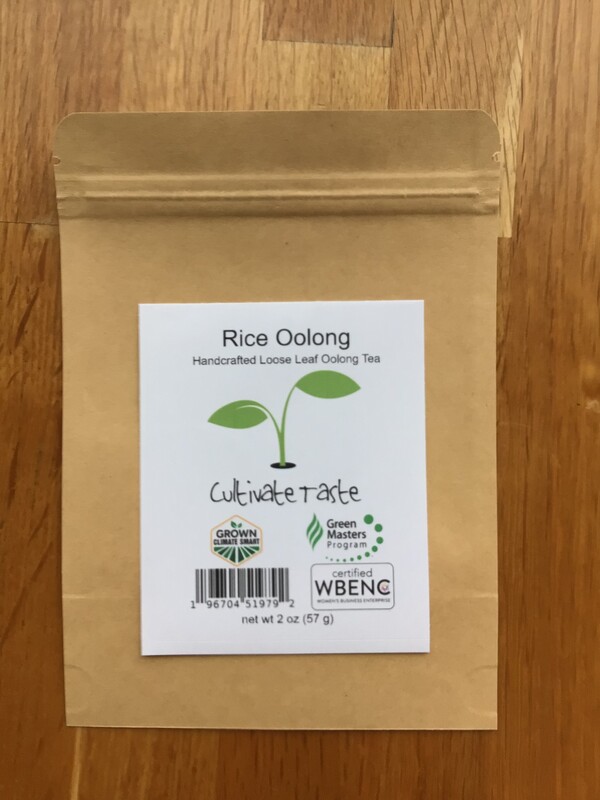 Rice Oolong
Handcrafted Loose Leaf Oolong Tea
Cultivate Taste
GROWN
CLIMATE SMART
Green
Masters
Program
certified
WBENC
WOMEN'S BUSINESS ENTERPRISE
1 96704 51979 2
net wt 2 oz (57 g)